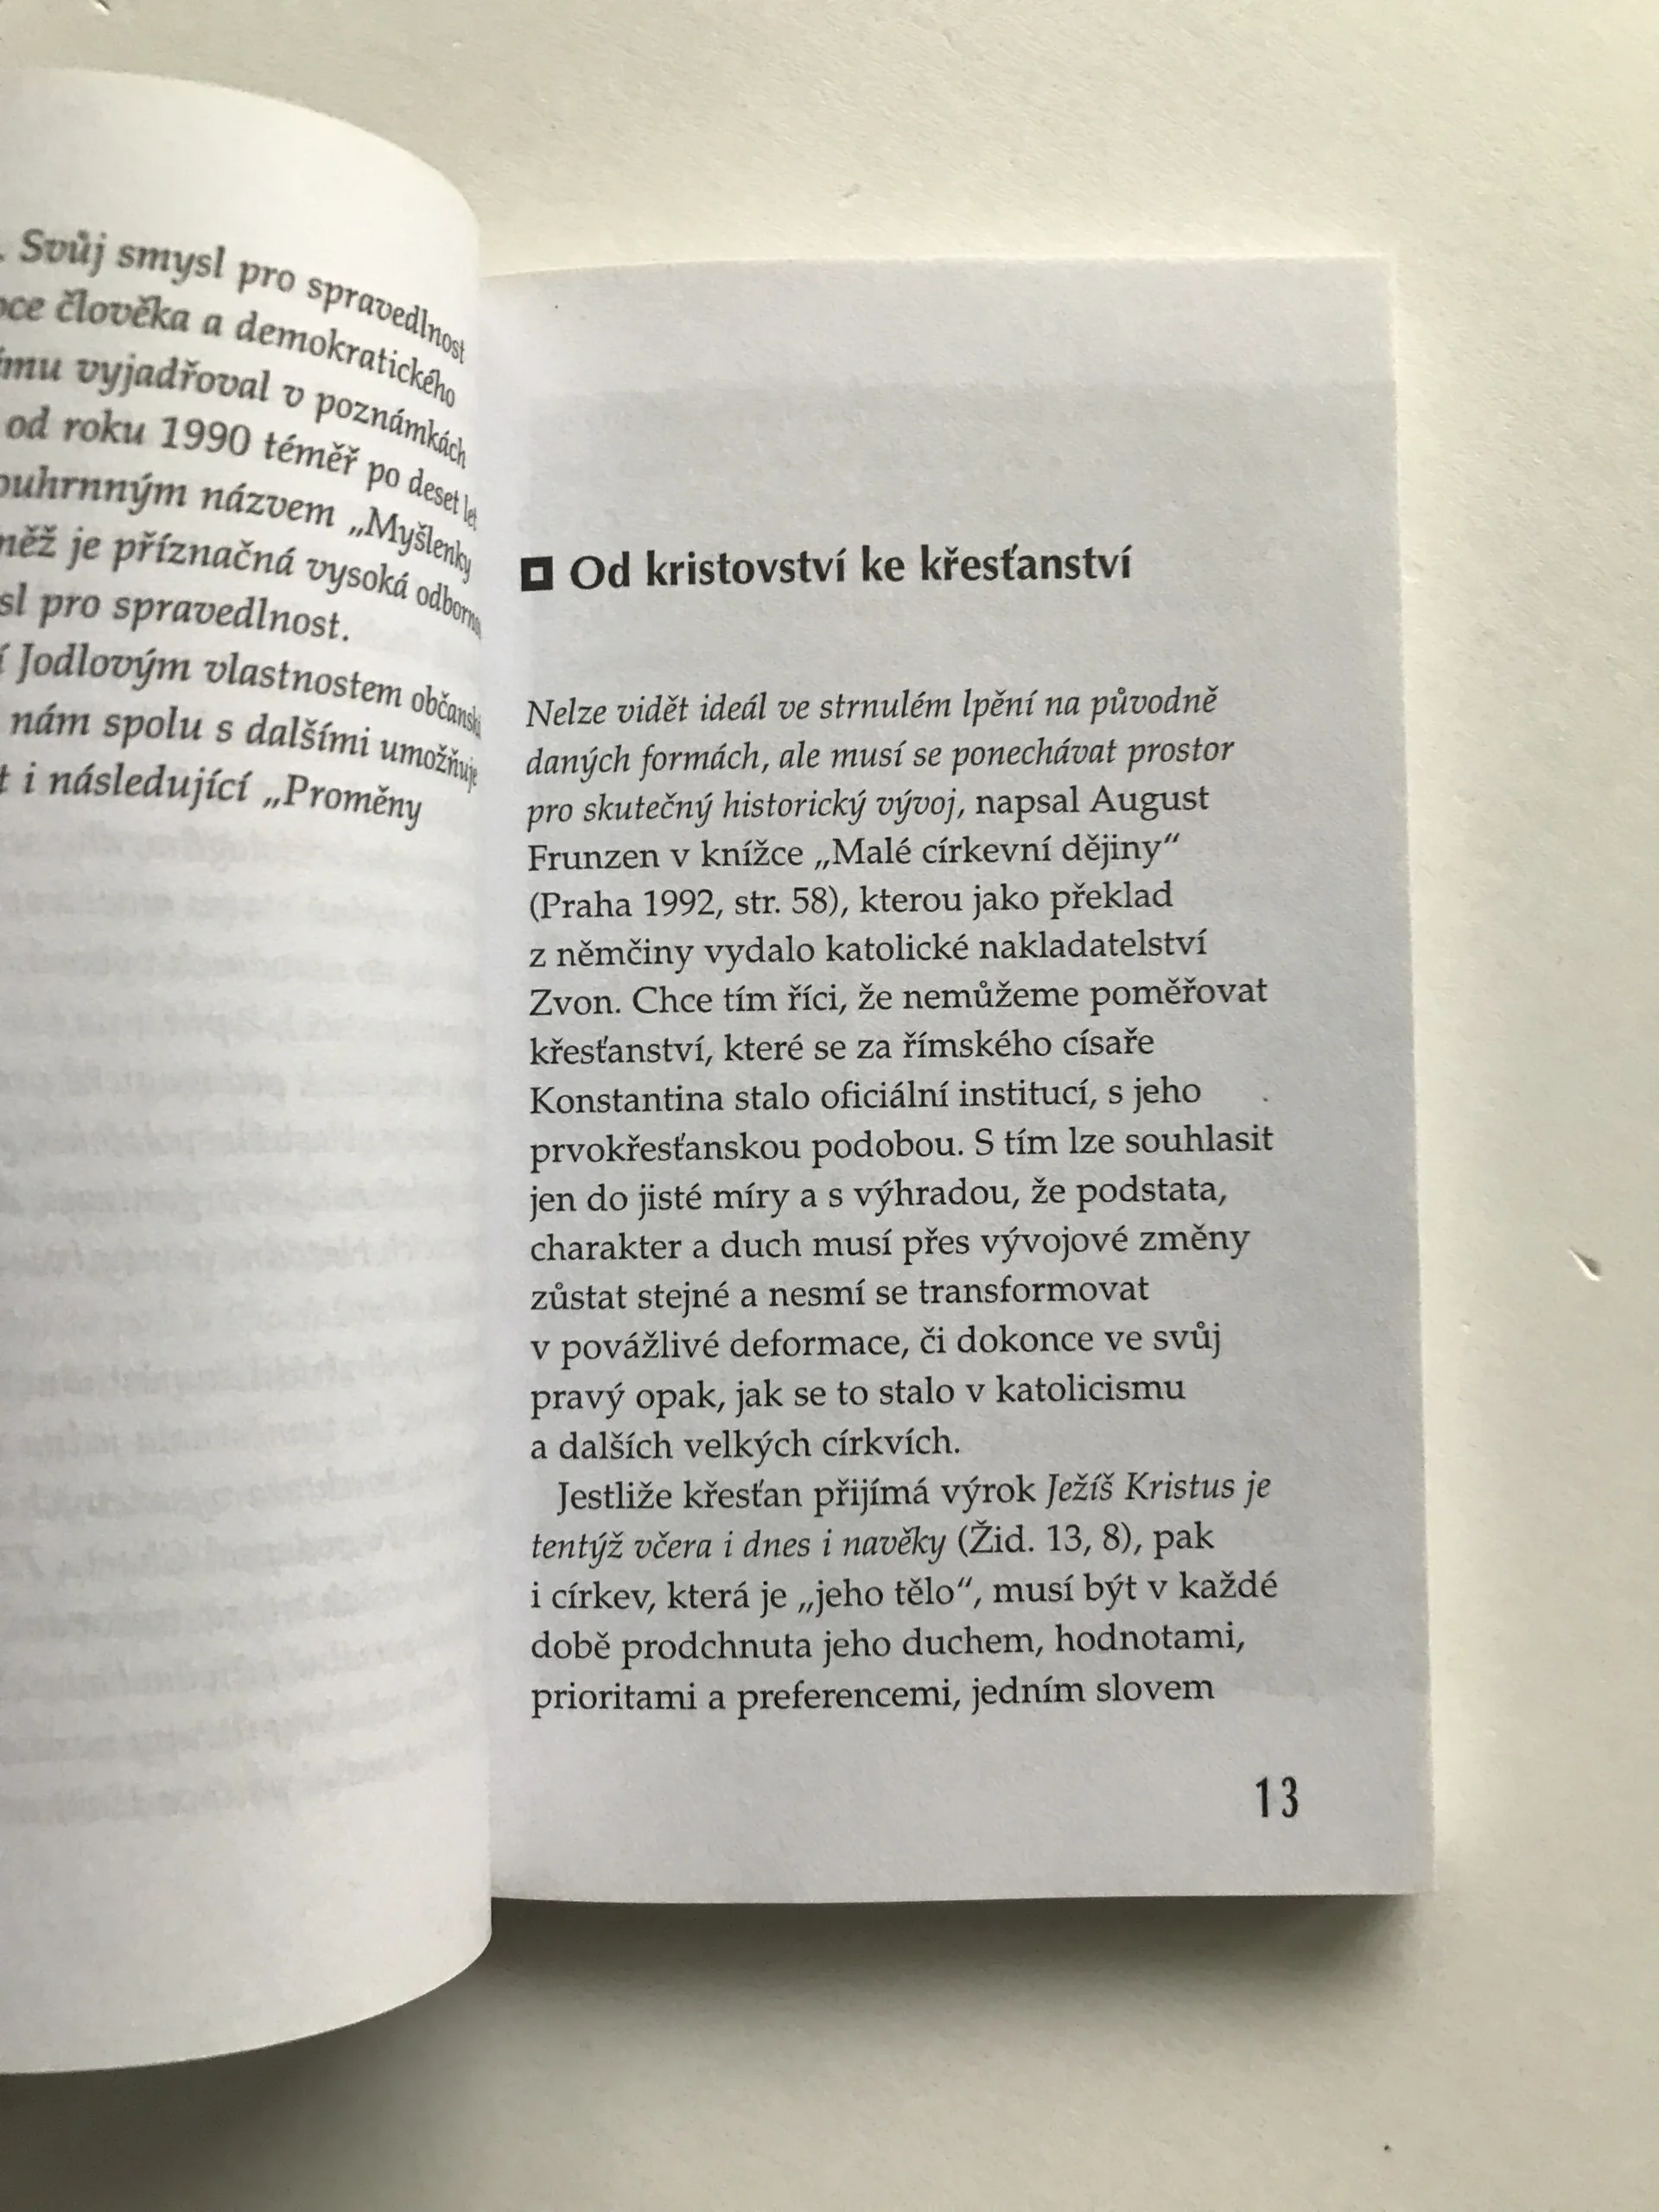 . Svůj smysl pro spravedlnost
člověka a demokratického
vyjadřoval v poznámkách
od roku 1990 téměř po deset let
názvem „Myšlenky
je příznačná vysoká
pro spravedlnost.
Jodlovým vlastnostem
nám spolu s dalšími umožňuje
i následující „Proměny
Od kristovství ke křesťanství
Nelze vidět ideál ve strnulém lpění na původně
daných formách, ale musí se ponechávat prostor
pro skutečný historický vývoj, napsal August
Frunzen v knížce „Malé církevní dějiny“
(Praha 1992, str. 58), kterou jako překlad
z němčiny vydalo katolické nakladatelství
Zvon. Chce tím říci, že nemůžeme poměřovat
křesťanství, které se za římského císaře
Konstantina stalo oficiální institucí, s jeho
prvokřesťanskou podobou. S tím lze souhlasit
jen do jisté míry a s výhradou, že podstata,
charakter a duch musí přes vývojové změny
zůstat stejné a nesmí se transformovat
v povážlivé deformace, či dokonce ve svůj
pravý opak, jak se to stalo v katolicismu
a dalších velkých církvích.
Jestliže křesťan přijímá výrok Ježíš Kristus je
tentýž včera i dnes i navěky (Žid. 13, 8), pak
i církev, která je „jeho tělo“, musí být v každé
době prodchnuta jeho duchem, hodnotami,
prioritami a preferencemi, jedním slovem
13